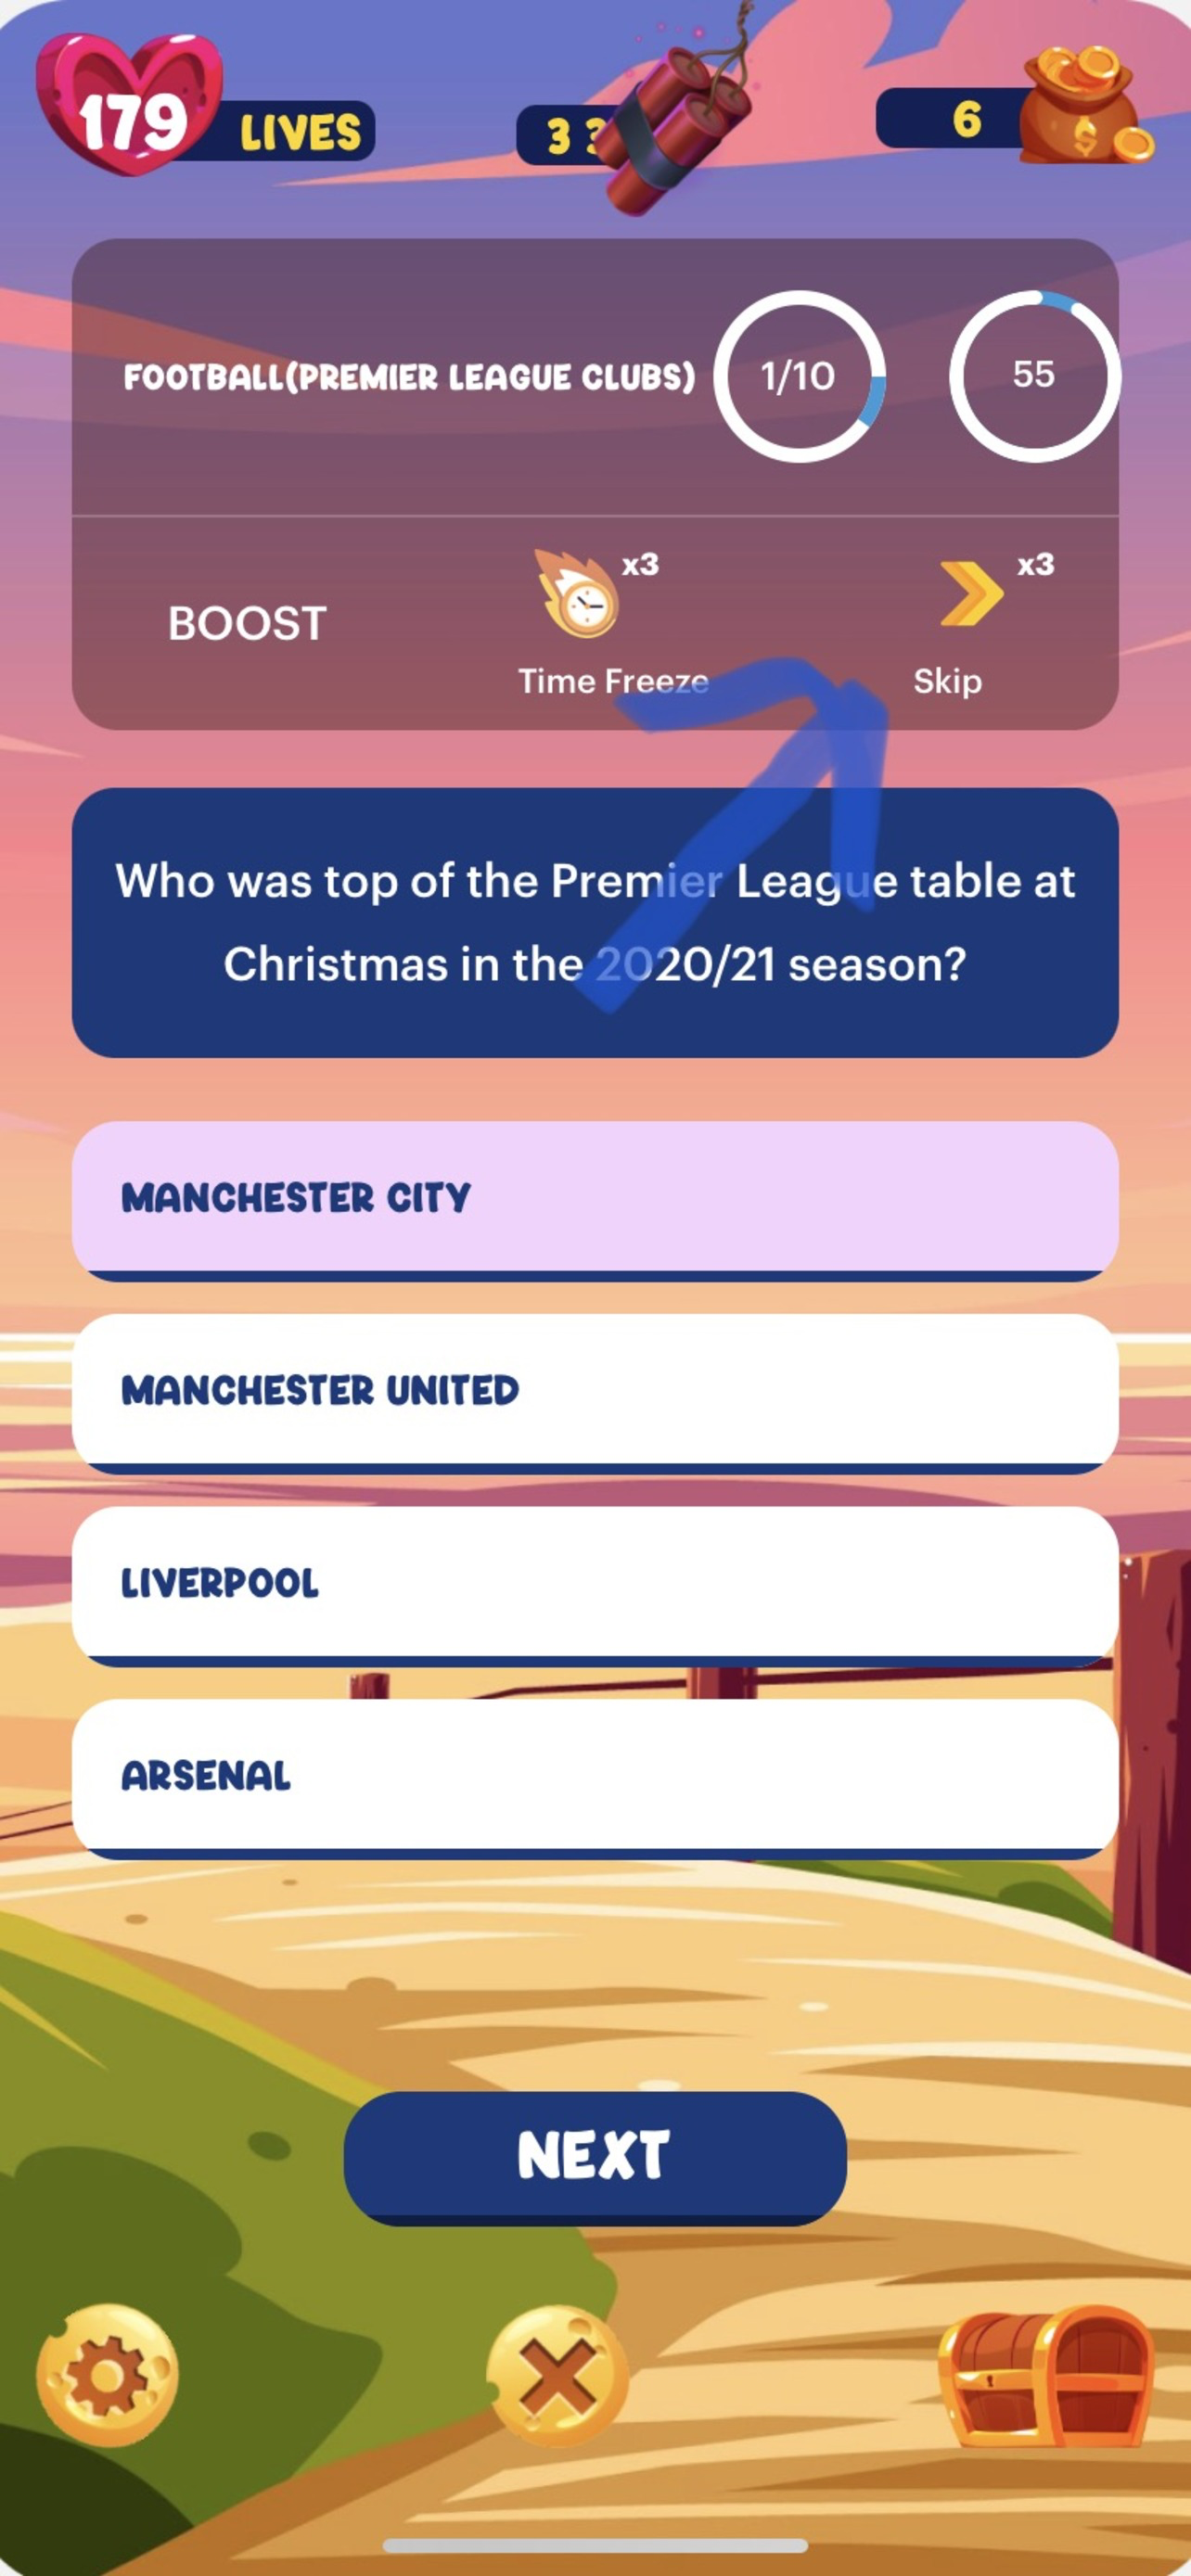 179 LIVES
3 3
6
FOOTBALL(PREMIER LEAGUE CLUBS) 1/10 55
BOOST
x3
Time Freeze
x3
Skip
Who was top of the Premier League table at
Christmas in the 2020/21 season?
MANCHESTER CITY
MANCHESTER UNITED
LIVERPOOL
ARSENAL
NEXT